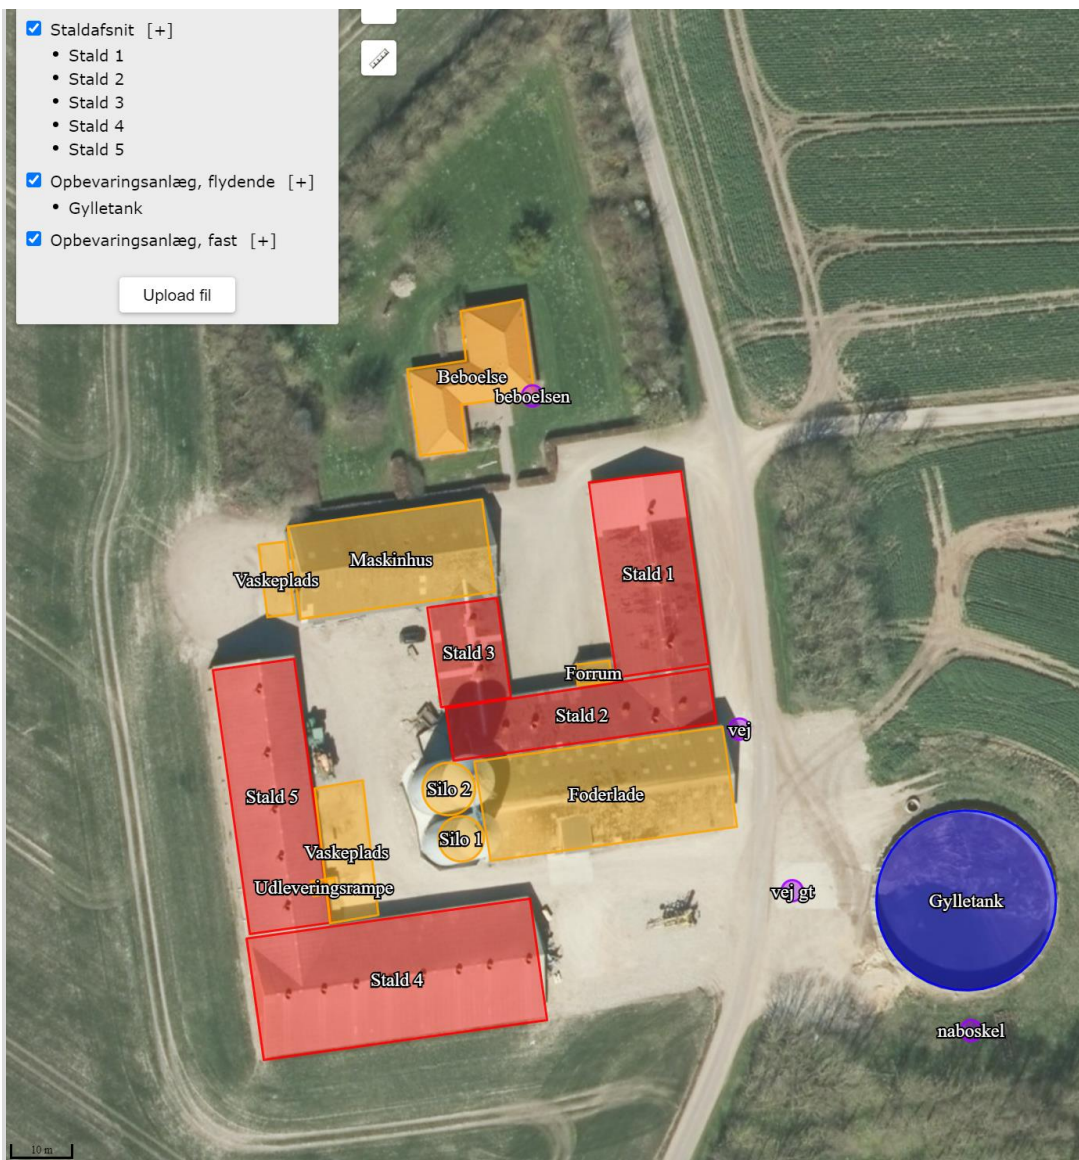 Staldafsnit [+]
• Stald 1
• Stald 2
• Stald 3
• Stald 4
• Stald 5
Opbevaringsanlæg, flydende [+]
• Gylletank
Opbevaringsanlæg, fast [+]
Upload fil
Beboelse
beboelsen
Maskinhus
Vaskeplads
Stald 1
Stald 3
Forrum
Stald 2
vej
Silo 2
Foderlade
Stald 5
Silo 1
Vaskeplads
Udleveringsrampe
vej gt
Gylletank
Stald 4
naboskel
10 m